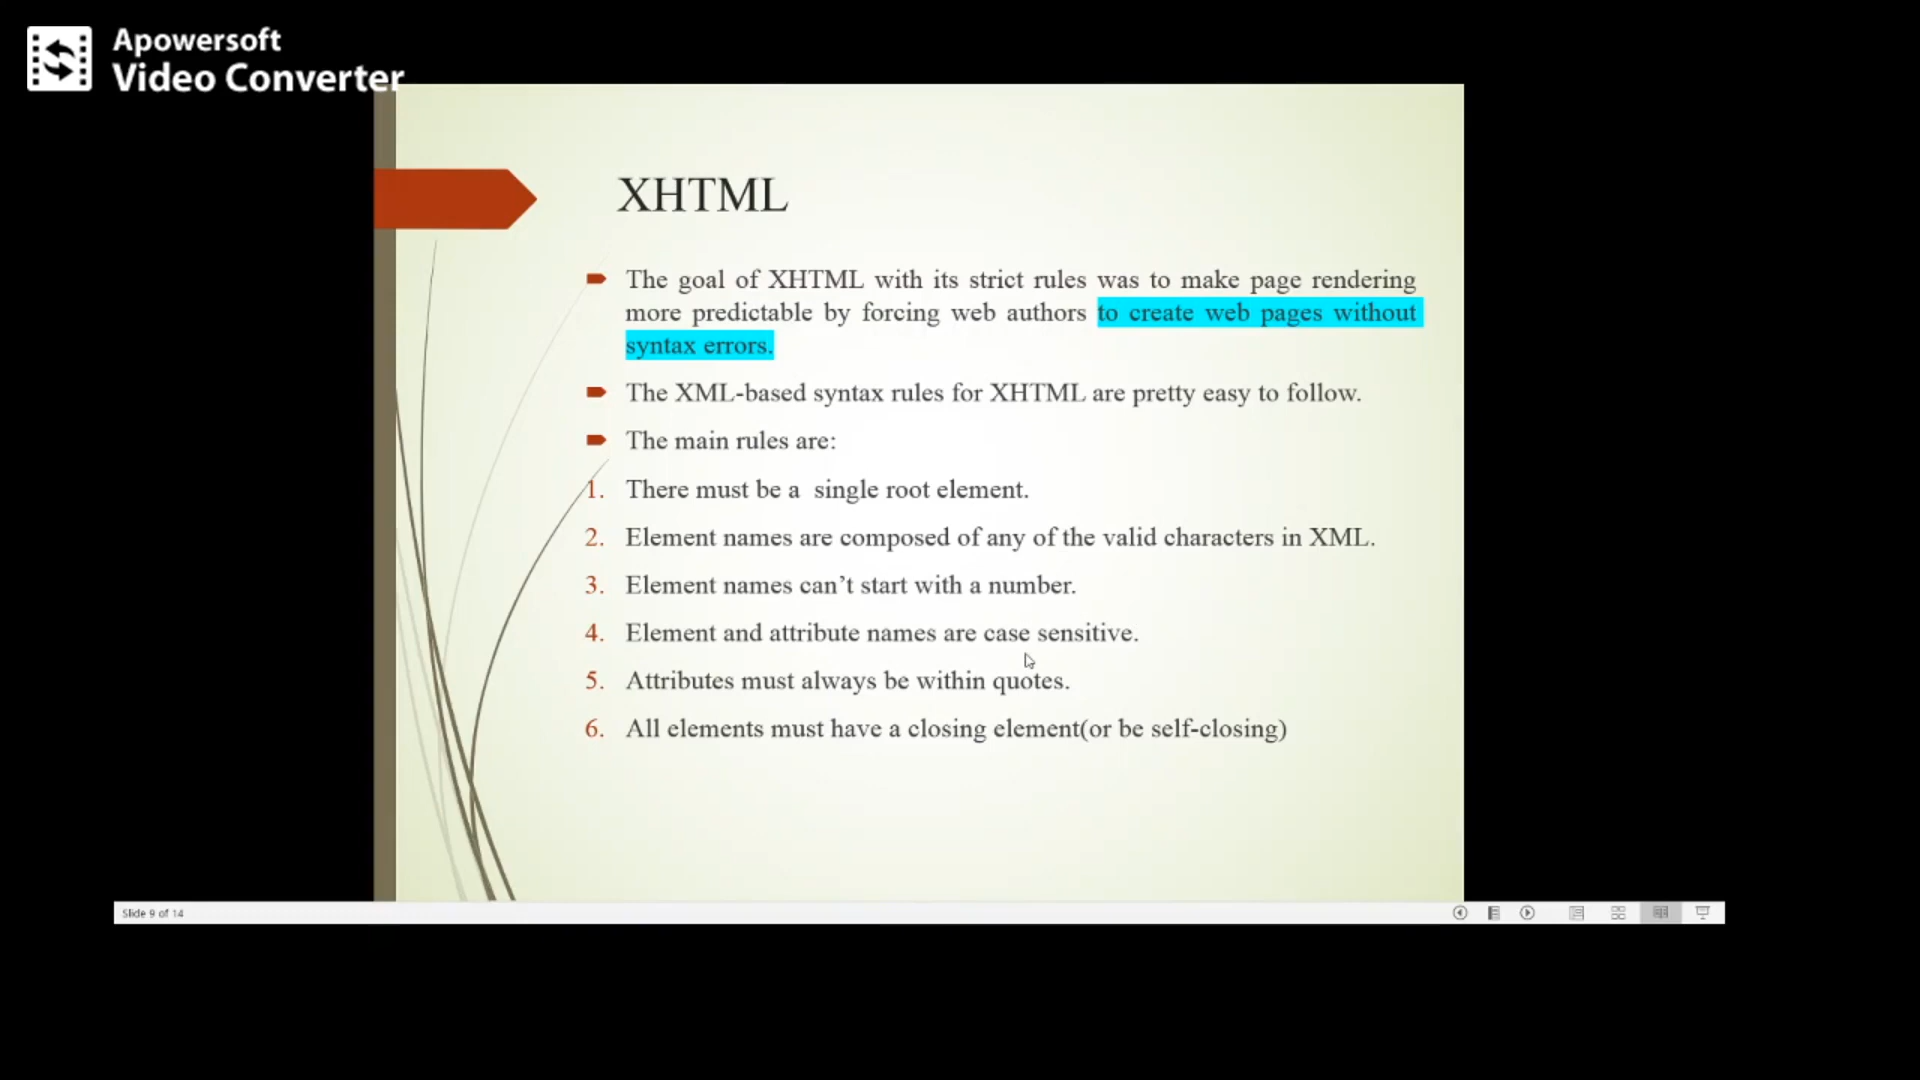 Apowersoft
Video Converter
XHTML
The goal of XHTML with its strict rules was to make page rendering
more predictable by forcing web authors to create web pages without
syntax errors.
The XML-based syntax rules for XHTML are pretty easy to follow.
The main rules are:
1. There must be a single root element.
2. Element names are composed of any of the valid characters in XML.
3. Element names can’t start with a number.
4. Element and attribute names are case sensitive.
5. Attributes must always be within quotes.
6. All elements must have a closing element(or be self-closing)
Slide 9 of 14